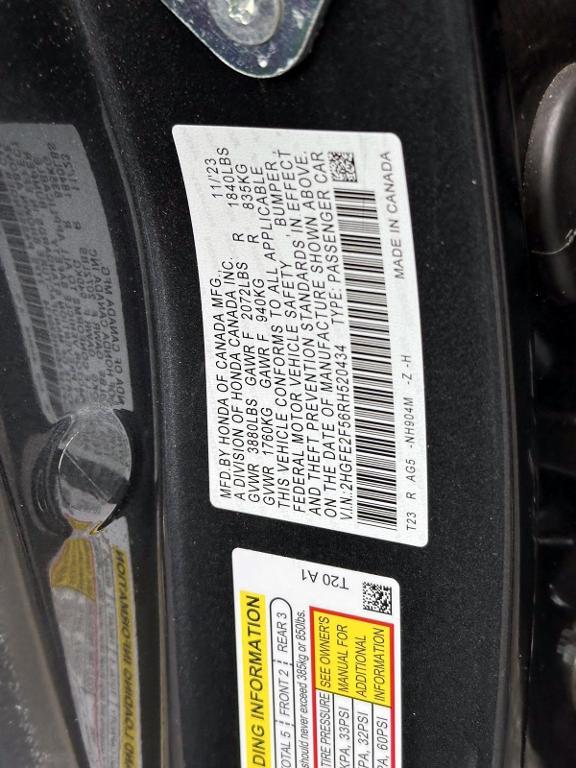 MFD.BY HONDA OF CANADA MFG., 11/'23
A DIVISION OF HONDA CANADA INC.
GVWR 3880LBS GAWR F 2072LBS R 1840LBS
GVWR 1760KG GAWR F 940KG R 835KG
THIS VEHICLE CONFORMS TO ALL APPLICABLE
FEDERAL MOTOR VEHICLE SAFETY, BUMPER,
AND THEFT PREVENTION STANDARDS IN EFFECT
ON THE DATE OF MANUFACTURE SHOWN ABOVE.
V.I.N.:2HGFE2F56RH520434 TYPE: PASSENGER CAR
T23 R AG5 -NH904M -Z -H MADE IN CANADA
T20 A1
DING INFORMATION
TOTAL 5 FRONT 2 REAR 3
should never exceed 385kg or 850lbs.
TIRE PRESSURE SEE OWNER'S
KPA, 33PSI MANUAL FOR
PA, 32PSI ADDITIONAL
A, 60PSI INFORMATION